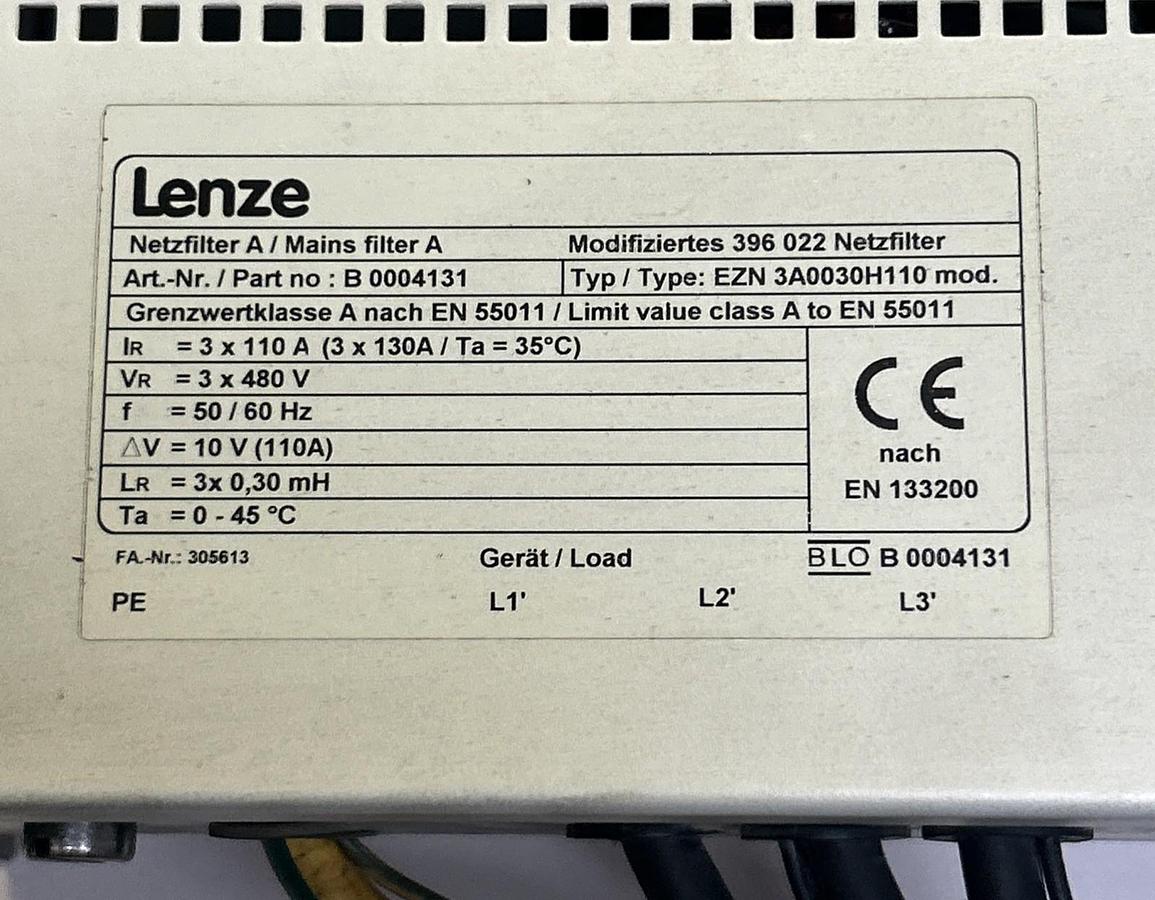 Lenze
Netzfilter A / Mains filter A Modifiziertes 396 022 Netzfilter
Art.-Nr. / Part no : B 0004131 Typ / Type: EZN 3A0030H110 mod.
Grenzwertklasse A nach EN 55011 / Limit value class A to EN 55011
IR = 3 x 110 A (3 x 130A / Ta = 35°C)
VR = 3 x 480 V
f = 50 / 60 Hz
△V = 10 V (110A)
LR = 3x 0,30 mH
Ta = 0 - 45 °C
CE
nach
EN 133200
FA.-Nr.: 305613 Gerät / Load BLO B 0004131
PE L1' L2' L3'